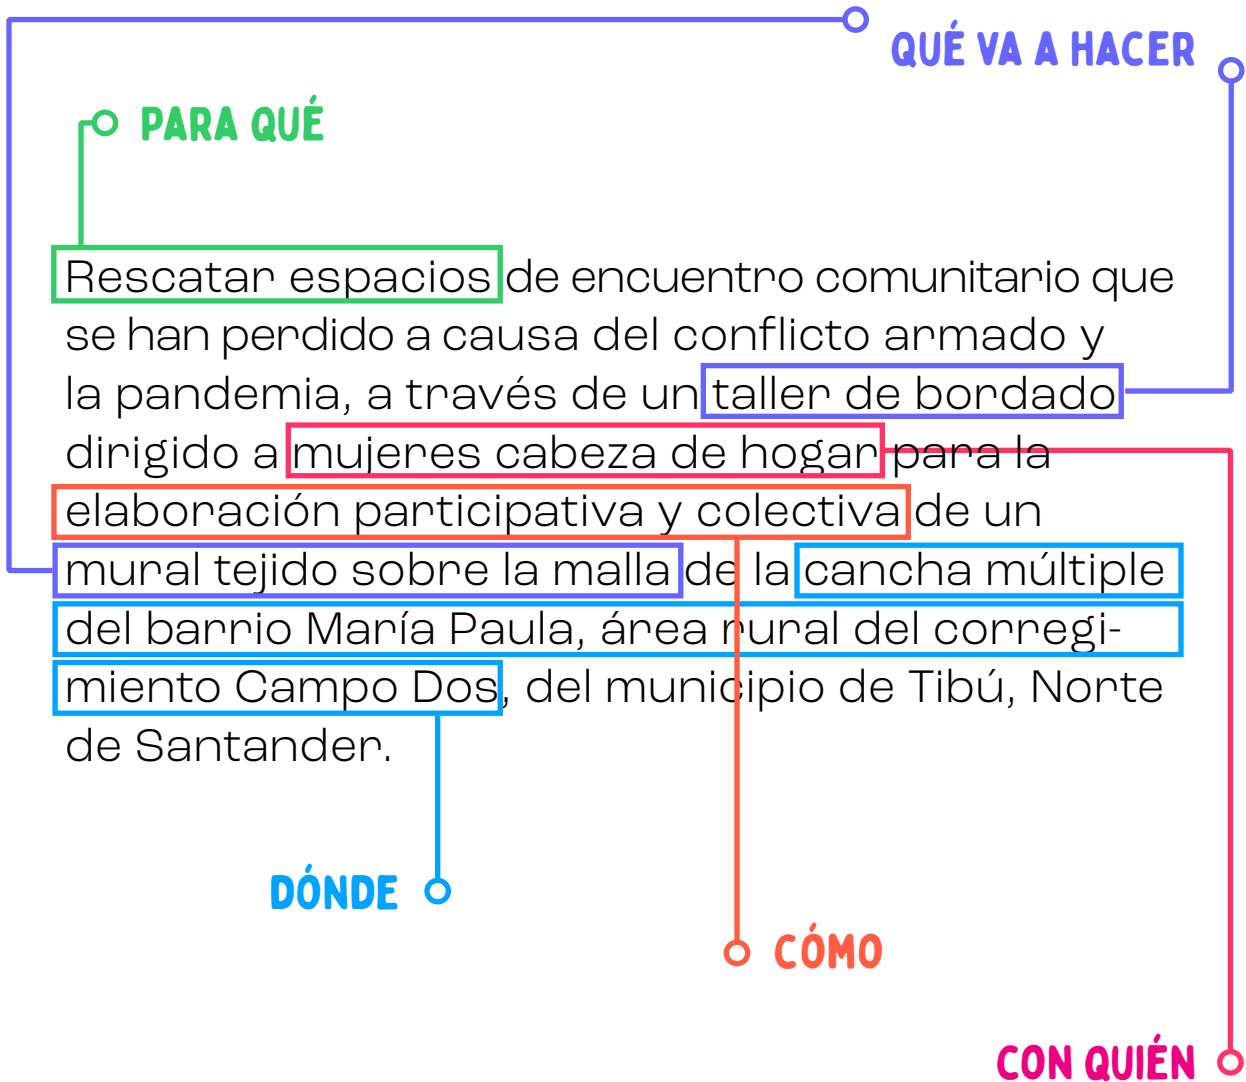 QUÉ VA A HACER
PARA QUÉ
Rescatar espacios de encuentro comunitario que
se han perdido a causa del conflicto armado y
la pandemia, a través de un taller de bordado
dirigido a mujeres cabeza de hogar para la
elaboración participativa y colectiva de un
mural tejido sobre la malla de la cancha múltiple
del barrio María Paula, área rural del corregi-
miento Campo Dos, del municipio de Tibú, Norte
de Santander.
DÓNDE
CÓMO
CON QUIÉN